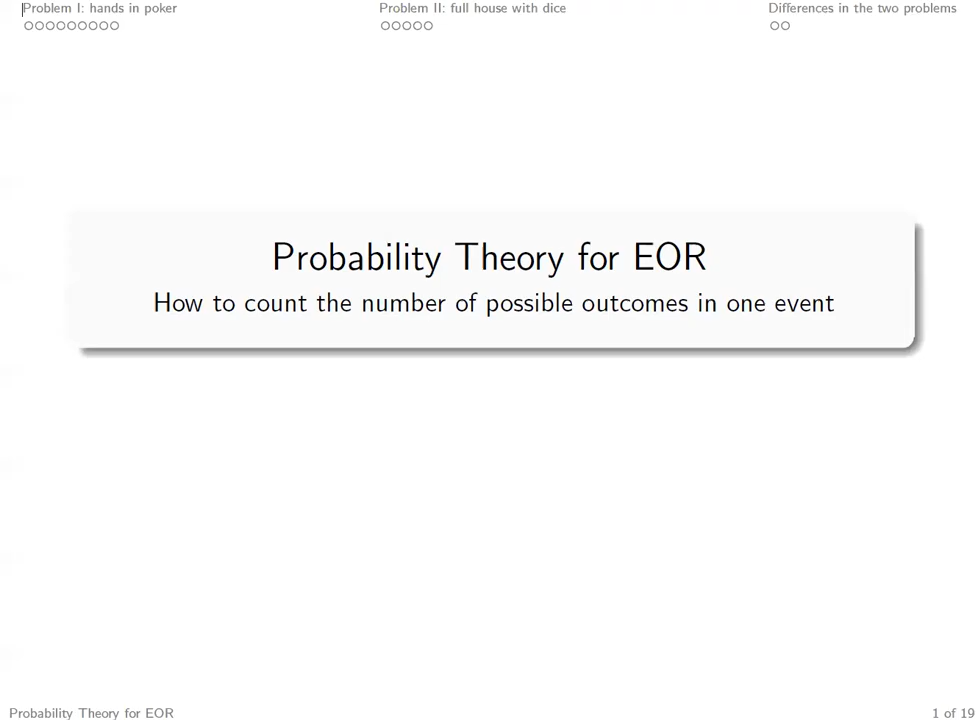 Problem I: hands in poker
Problem II: full house with dice
Differences in the two problems
Probability Theory for EOR
How to count the number of possible outcomes in one event
Probability Theory for EOR
1 of 19